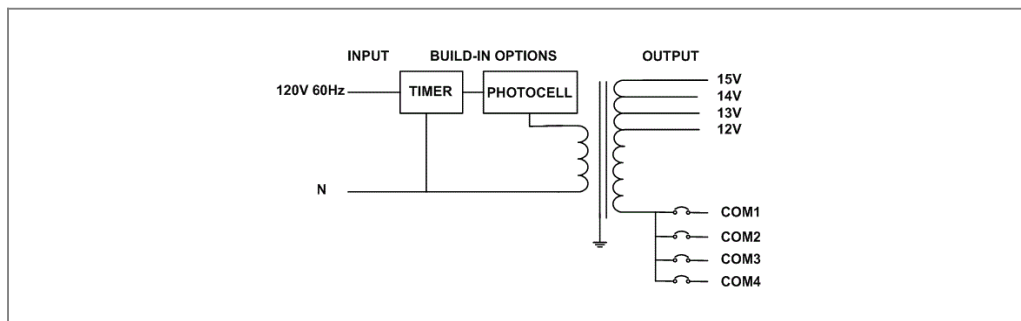 INPUT
BUILD-IN OPTIONS
OUTPUT
120V 60Hz
TIMER
PHOTOCELL
15V
14V
13V
12V
N
COM1
COM2
COM3
COM4